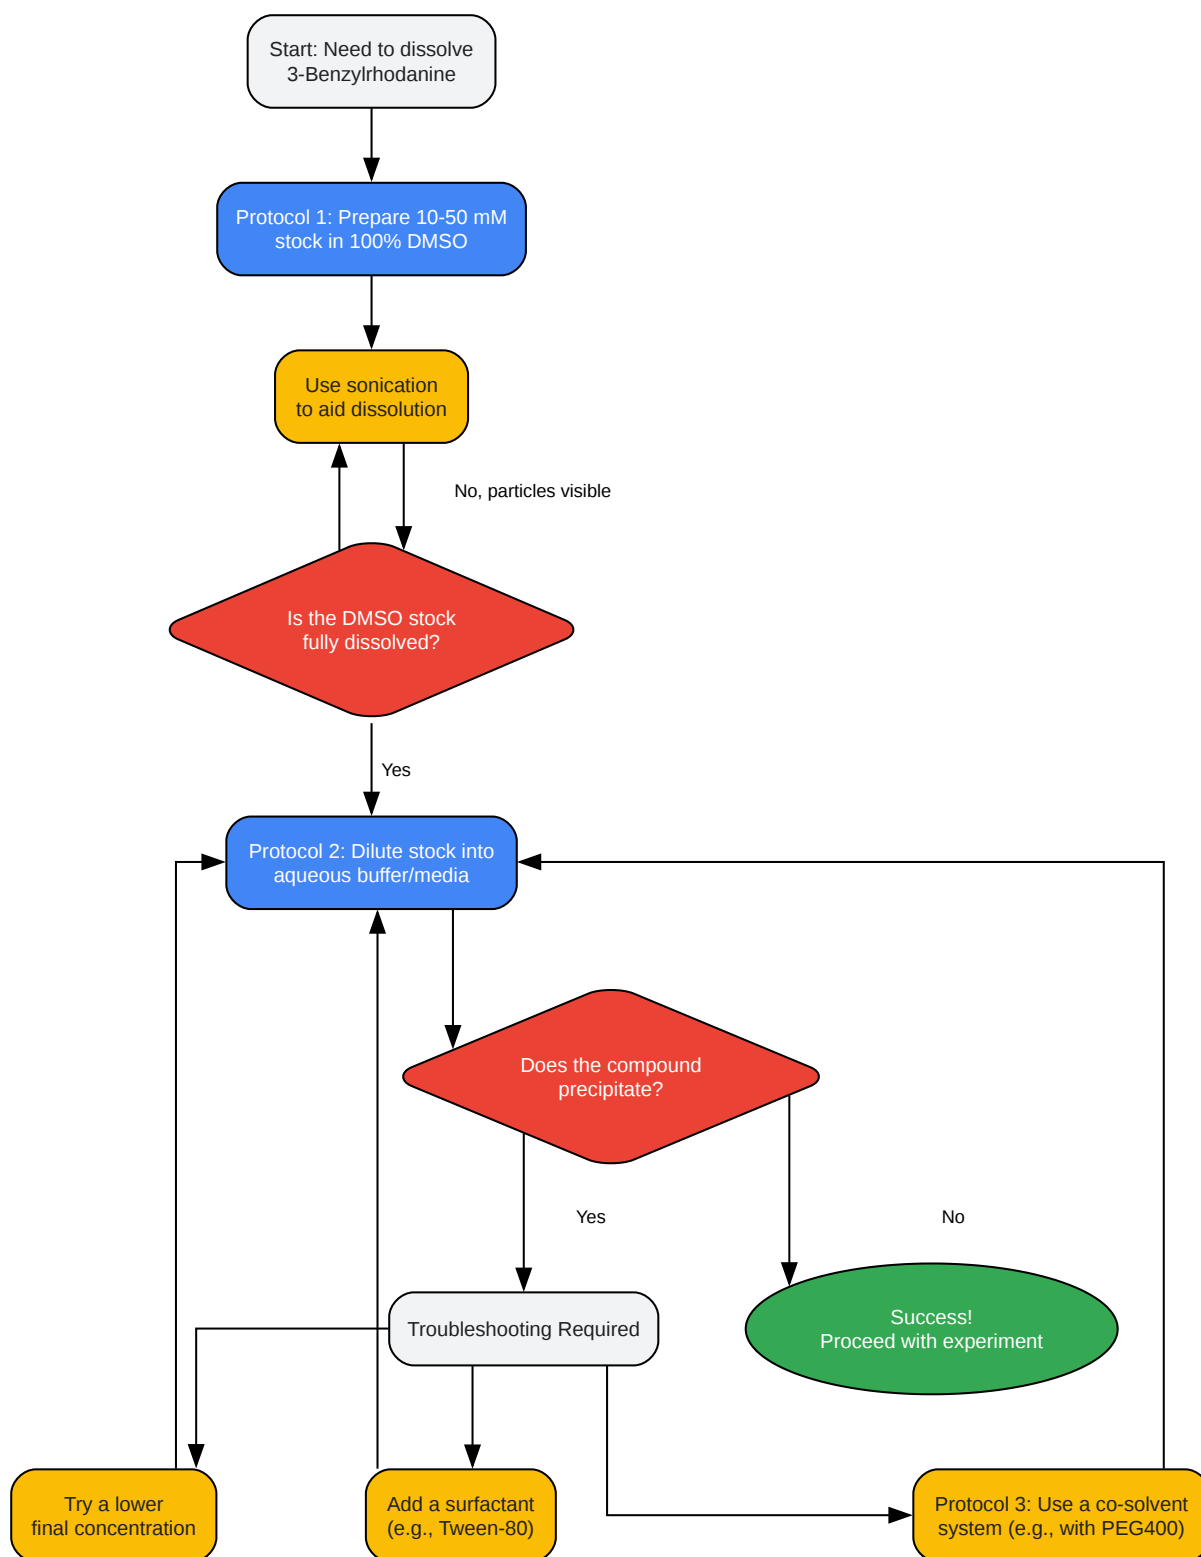 Start: Need to dissolve
3-Benzylrhodanine
Protocol 1: Prepare 10-50 mM
stock in 100% DMSO
Use sonication
to aid dissolution
No, particles visible
Is the DMSO stock
fully dissolved?
Yes
Protocol 2: Dilute stock into
aqueous buffer/media
Does the compound
precipitate?
Yes
No
Troubleshooting Required
Success!
Proceed with experiment
Try a lower
final concentration
Add a surfactant
(e.g., Tween-80)
Protocol 3: Use a co-solvent
system (e.g., with PEG400)